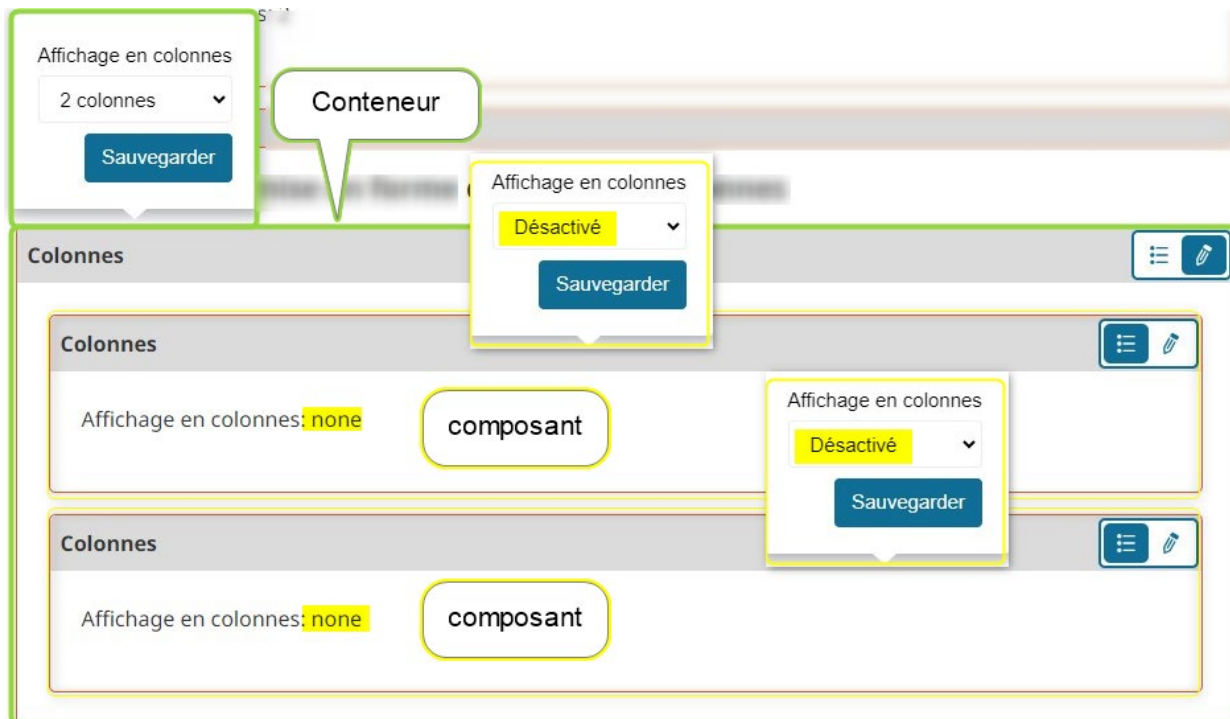 Affichage en colonnes
2 colonnes
Sauvegarder
Conteneur
Affichage en colonnes
Désactivé
Sauvegarder
Colonnes
Colonnes
Affichage en colonnes: none
composant
Affichage en colonnes
Désactivé
Sauvegarder
Colonnes
Affichage en colonnes: none
composant